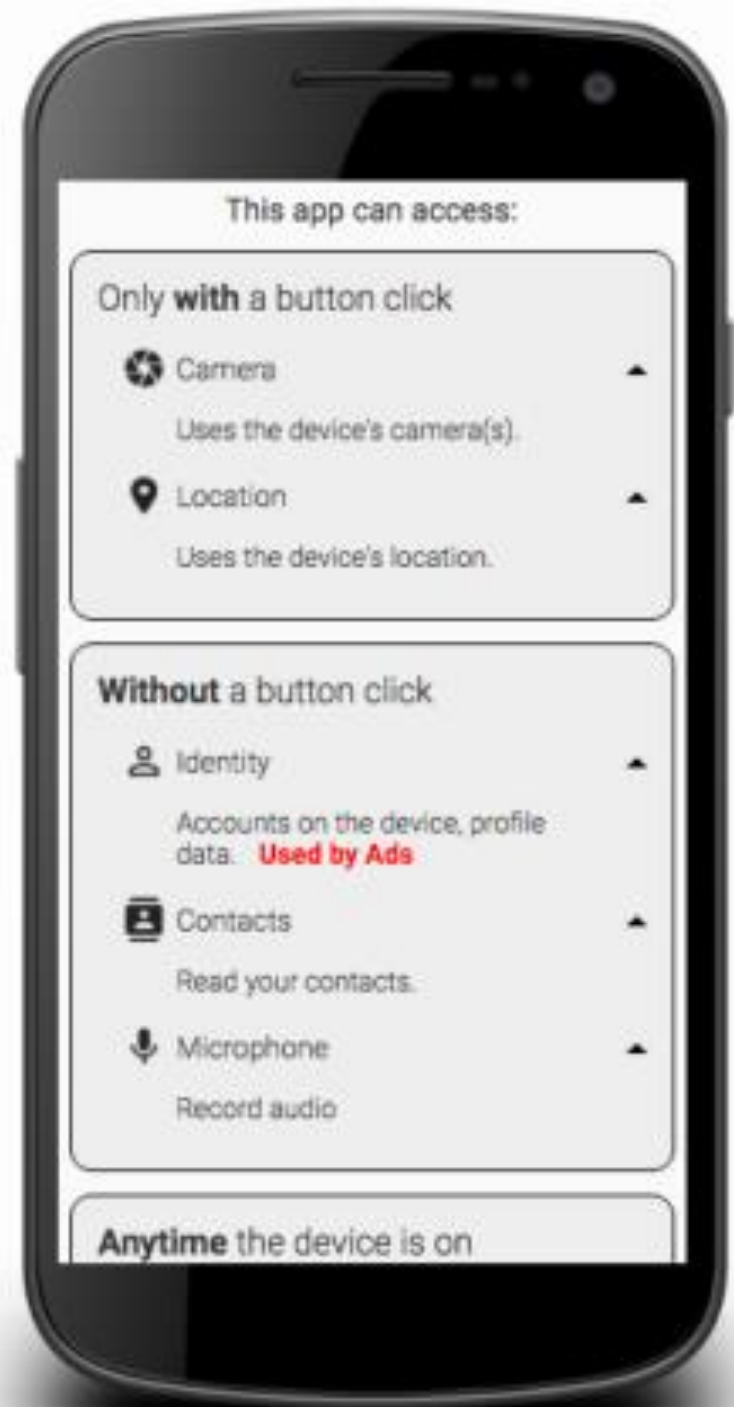 This app can access:
Only with a button click
Camera
Uses the device's camera(s).
Location
Uses the device's location.
Without a button click
Identity
Accounts on the device, profile
data. Used by Ads
Contacts
Read your contacts.
Microphone
Record audio
Anytime the device is on